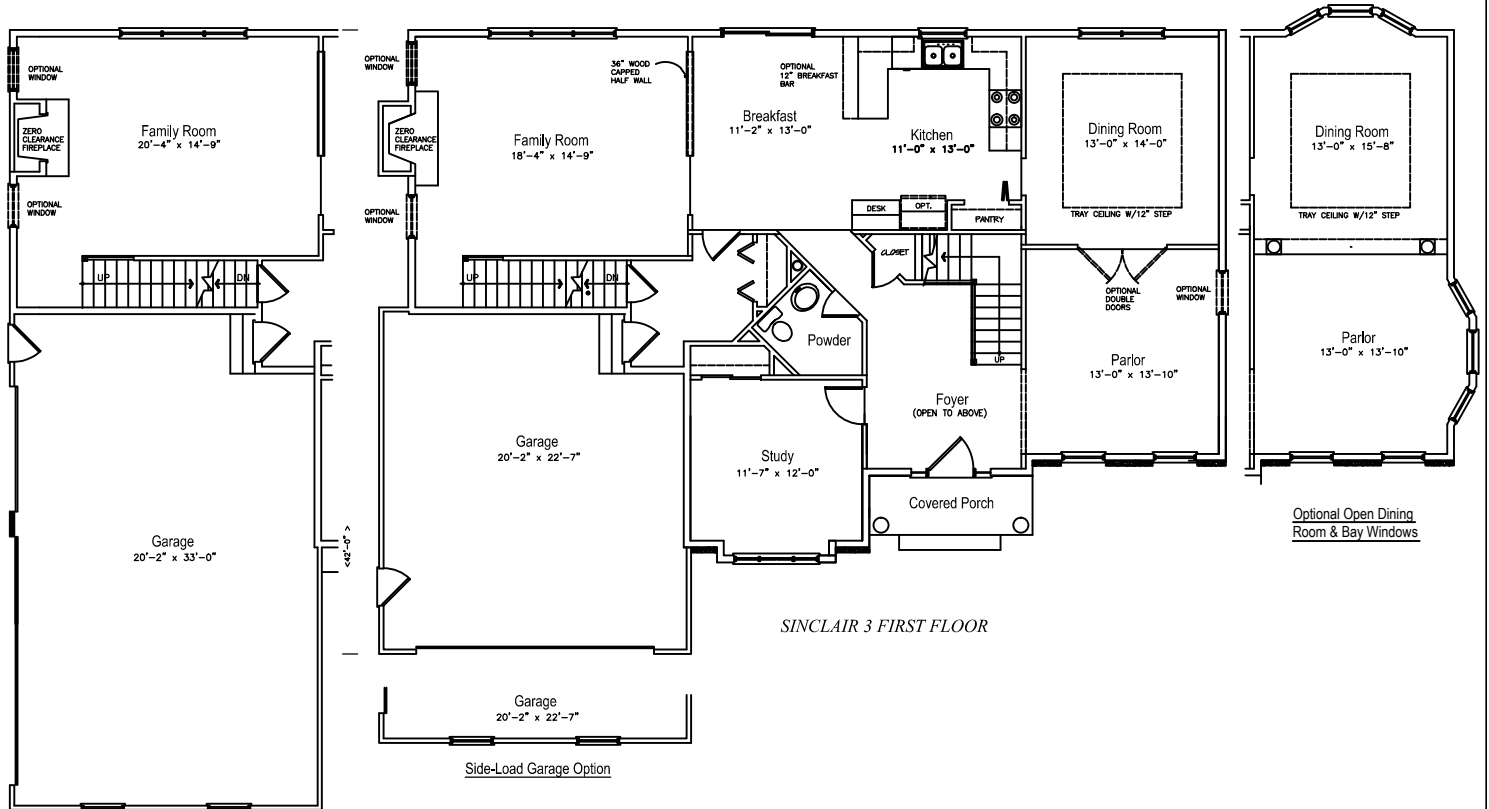 OPTIONAL
WINDOW
ZERO
CLEARANCE
FIREPLACE
Family Room
20'-4" x 14'-9"
UP
DN
Garage
20'-2" x 33'-0"
OPTIONAL
WINDOW
OPTIONAL
WINDOW
ZERO
CLEARANCE
FIREPLACE
OPTIONAL
WINDOW
Family Room
18'-4" x 14'-9"
36" WOOD
CAPPED
HALF WALL
UP
DN
Garage
20'-2" x 22'-7"
<42'-0" >
OPTIONAL
12" BREAKFAST
BAR
Breakfast
11'-2" x 13'-0"
Kitchen
11'-0" x 13'-0"
DESK
OPT.
PANTRY
CLOSET
Powder
UP
Foyer
(OPEN TO ABOVE)
Study
11'-7" x 12'-0"
Covered Porch
Dining Room
13'-0" x 14'-0"
TRAY CEILING W/12" STEP
OPTIONAL
DOUBLE
DOORS
OPTIONAL
WINDOW
Parlor
13'-0" x 13'-10"
Dining Room
13'-0" x 15'-8"
TRAY CEILING W/12" STEP
Parlor
13'-0" x 13'-10"
Optional Open Dining
Room & Bay Windows
SINCLAIR 3 FIRST FLOOR
Garage
20'-2" x 22'-7"
Side-Load Garage Option